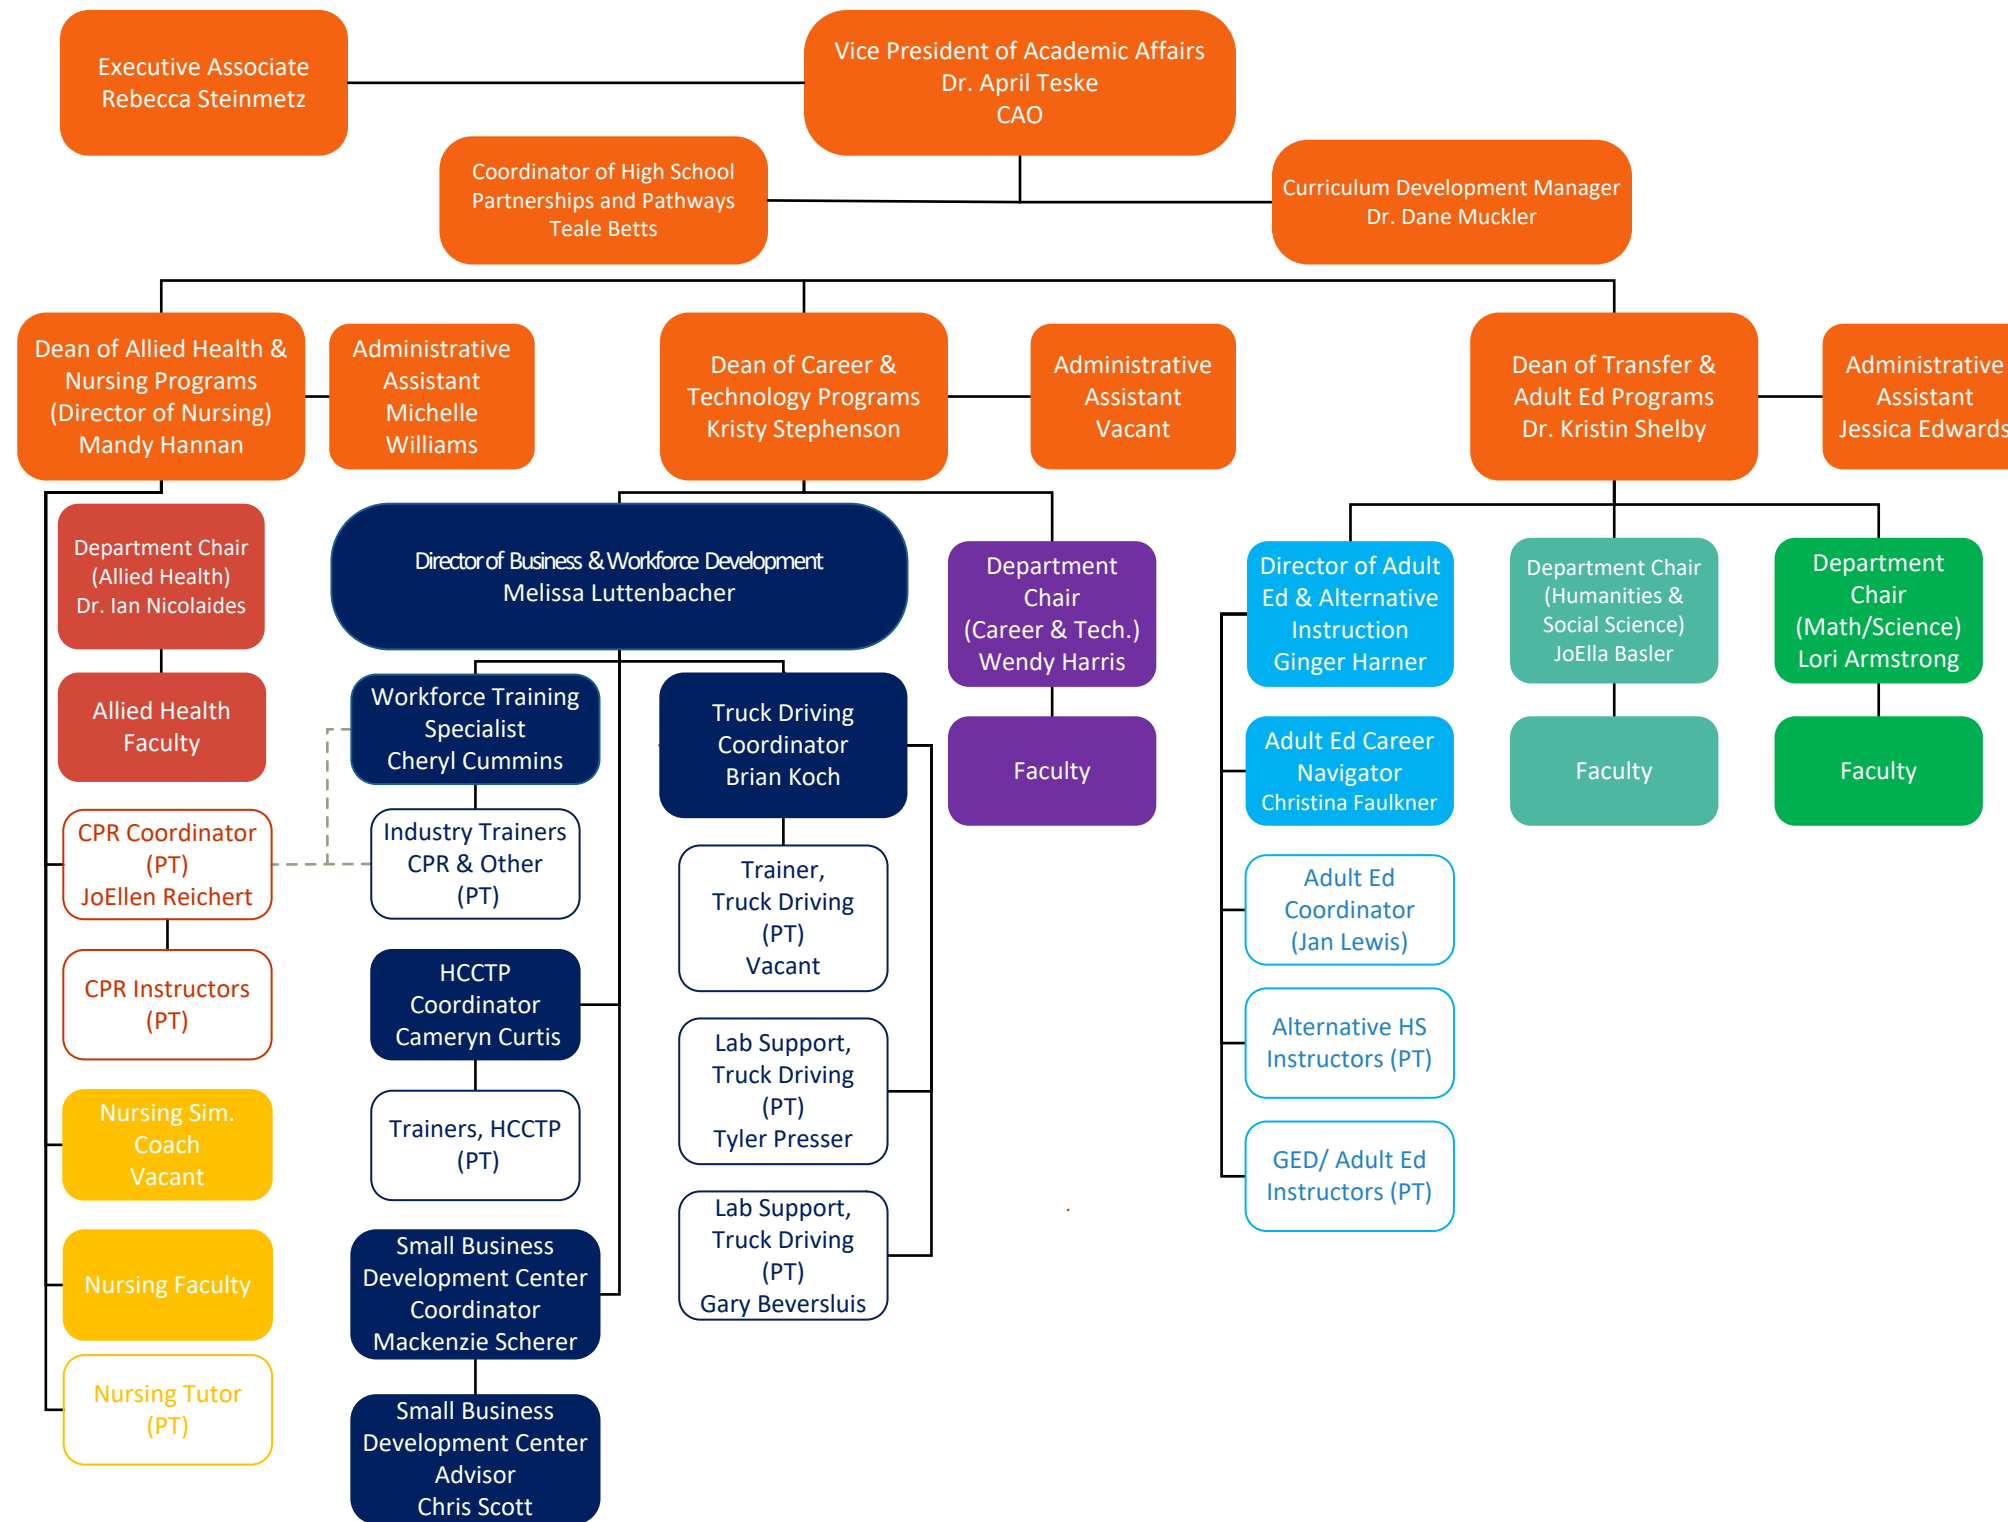 Executive Associate
Rebecca Steinmetz
Vice President of Academic Affairs
Dr. April Teske
CAO
Coordinator of High School
Partnerships and Pathways
Teale Betts
Curriculum Development Manager
Dr. Dane Muckler
Dean of Allied Health &
Nursing Programs
(Director of Nursing)
Mandy Hannan
Administrative
Assistant
Michelle
Williams
Dean of Career &
Technology Programs
Kristy Stephenson
Administrative
Assistant
Vacant
Dean of Transfer &
Adult Ed Programs
Dr. Kristin Shelby
Administrative
Assistant
Jessica Edwards
Department Chair
(Allied Health)
Dr. Ian Nicolaides
Allied Health
Faculty
CPR Coordinator
(PT)
JoEllen Reichert
CPR Instructors
(PT)
Nursing Sim.
Coach
Vacant
Nursing Faculty
Nursing Tutor
(PT)
Director of Business & Workforce Development
Melissa Luttenbacher
Workforce Training
Specialist
Cheryl Cummins
Industry Trainers
CPR & Other
(PT)
HCCTP
Coordinator
Cameryn Curtis
Trainers, HCCTP
(PT)
Small Business
Development Center
Coordinator
Mackenzie Scherer
Small Business
Development Center
Advisor
Chris Scott
Truck Driving
Coordinator
Brian Koch
Trainer,
Truck Driving
(PT)
Vacant
Lab Support,
Truck Driving
(PT)
Tyler Presser
Lab Support,
Truck Driving
(PT)
Gary Beversluis
Department
Chair
(Career & Tech.)
Wendy Harris
Faculty
Director of Adult
Ed & Alternative
Instruction
Ginger Harner
Adult Ed Career
Navigator
Christina Faulkner
Adult Ed
Coordinator
(Jan Lewis)
Alternative HS
Instructors (PT)
GED/ Adult Ed
Instructors (PT)
Department Chair
(Humanities &
Social Science)
JoElla Basler
Faculty
Department
Chair
(Math/Science)
Lori Armstrong
Faculty